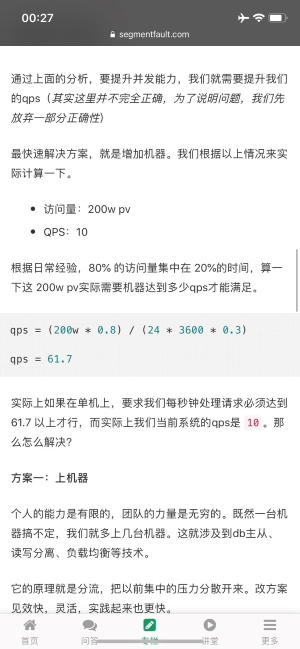 00:27
segmentfault.com
通过上面的分析，要提升并发能力，我们就需要提升我们
的qps（其实这里并不完全正确，为了说明问题，我们先
放弃一部分正确性）
最快速解决方案，就是增加机器。我们根据以上情况来实
际计算一下。
• 访问量：200w pv
• QPS：10
根据日常经验，80% 的访问量集中在 20%的时间，算一
下这 200w pv实际需要机器达到多少qps才能满足。
qps = (200w * 0.8) / (24 * 3600 * 0.3)
qps = 61.7
实际上如果在单机上，要求我们每秒钟处理请求必须达到
61.7 以上才行，而实际上我们当前系统的qps是 10 。那
么怎么解决？
方案一：上机器
个人的能力是有限的，团队的力量是无穷的。既然一台机
器搞不定，我们就多上几台机器。这就涉及到db主从、
读写分离、负载均衡等技术。
它的原理就是分流，把以前集中的压力分散开来。改方案
见效快，灵活，实践起来也更快。
首页 问答 专栏 讲堂 更多